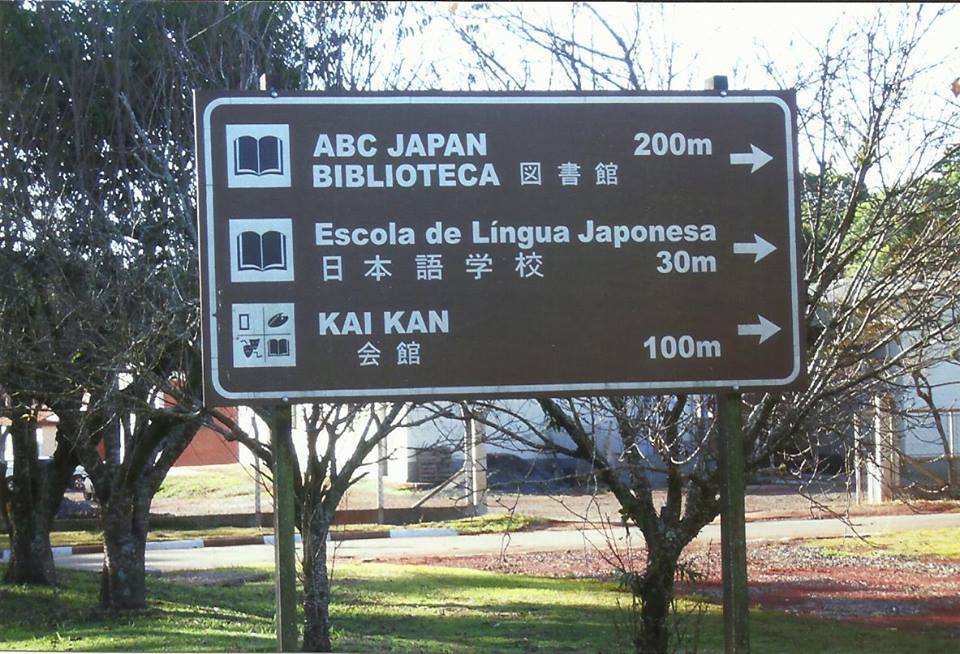 ABC JAPAN 200m
BIBLIOTECA 図書館
Escola de Língua Japonesa
日本語学校 30m
KAI KAN
会館 100m